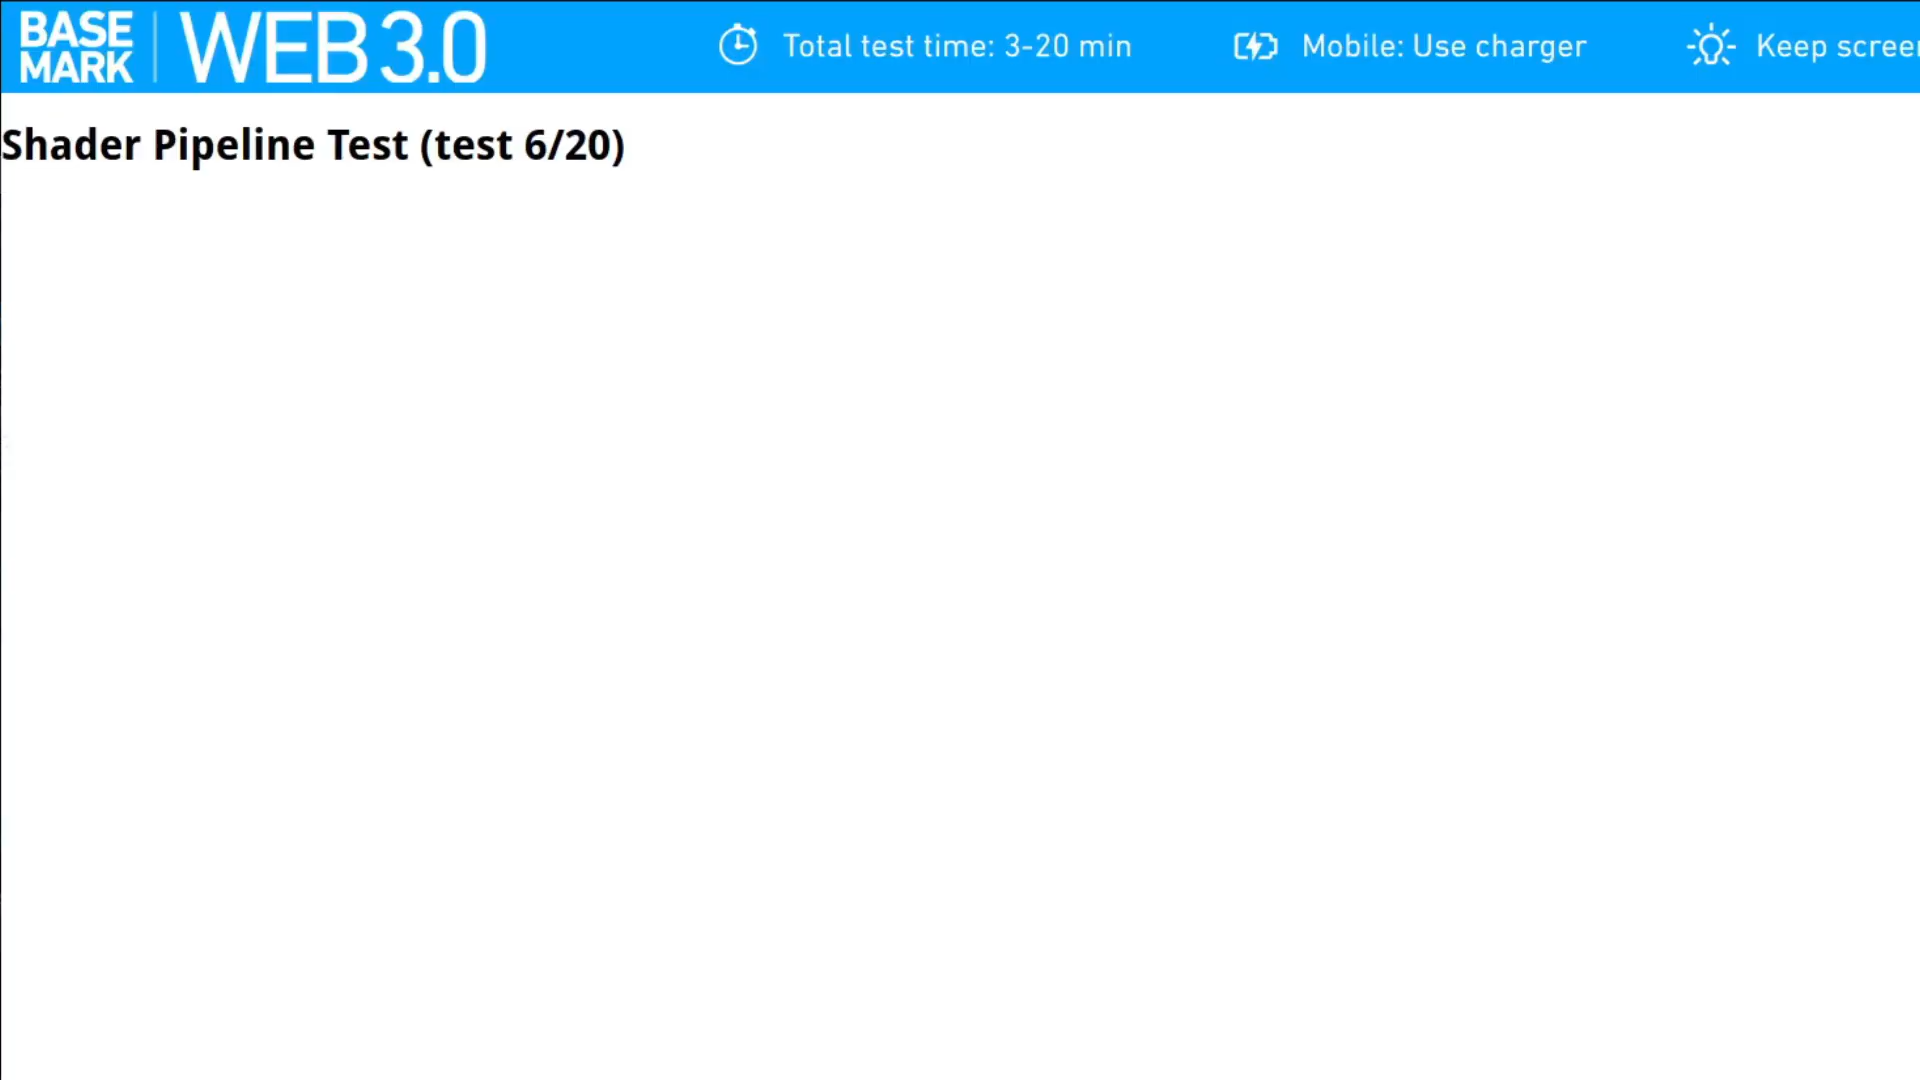 BASE
MARK
WEB 3.0
Total test time: 3-20 min
Mobile: Use charger
Keep
Shader Pipeline Test (test 6/20)